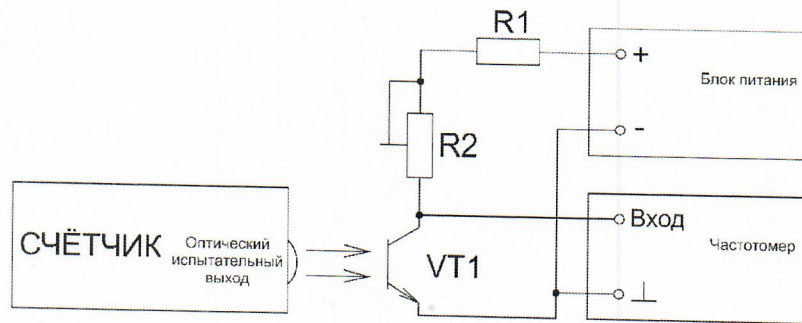 R1
+
Блок питания
-
R2
СЧЁТЧИК
Оптический
испытательный
выход
VT1
Вход
Частотомер